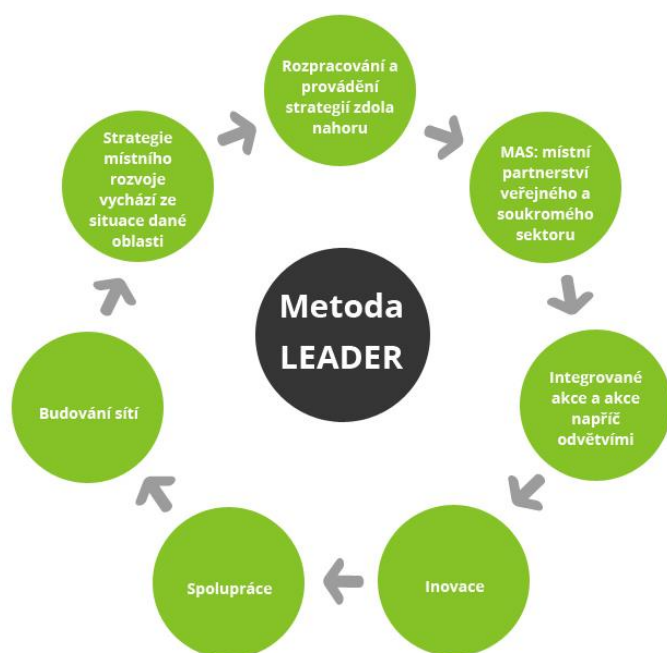 Rozpracování a
provádění
strategií zdola
nahoru
MAS: místní
partnerství
veřejného a
soukromého
sektoru
Integrované
akce a akce
napříč
odvětvími
Inovace
Spolupráce
Budování sítí
Strategie
místního
rozvoje
vychází ze
situace dané
oblasti
Metoda
LEADER